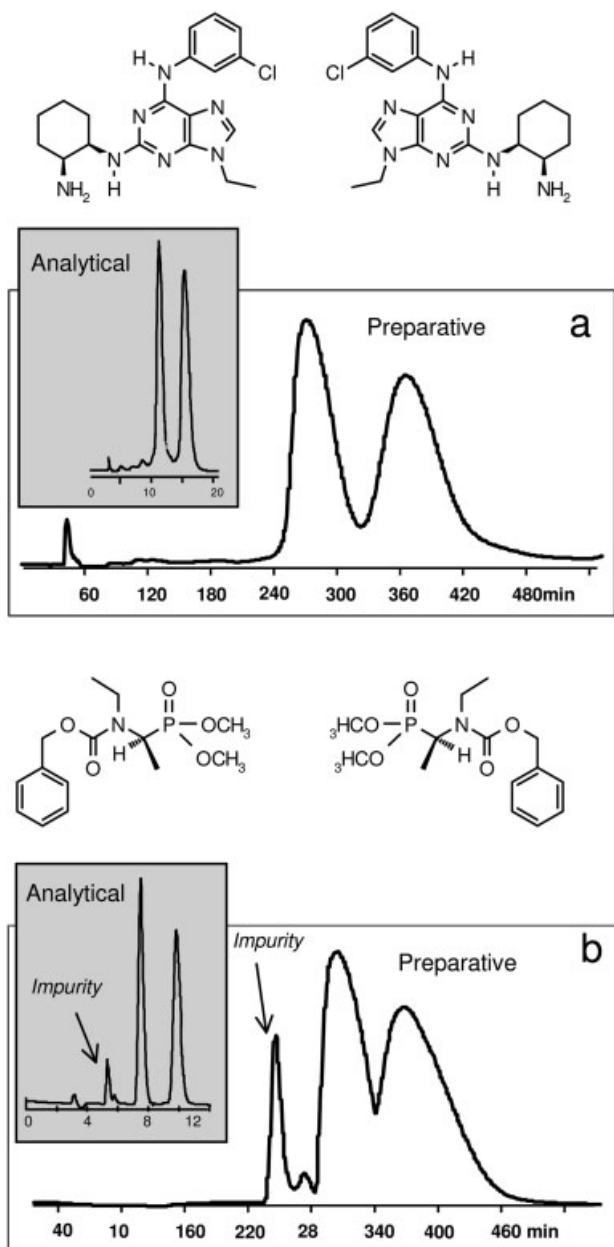 H H
N Cl Cl N
N N N N
N N N N N N
NH₂ H H NH₂
Analytical
0 10 20
Preparative
a
60 120 180 240 300 360 420 480min
O O
O N P OCH₃ ₃HCO P N O
O H OCH₃ ₃HCO H O
Analytical
Impurity
0 4 8 12
Impurity
Preparative
b
40 10 160 220 28 340 400 460 min